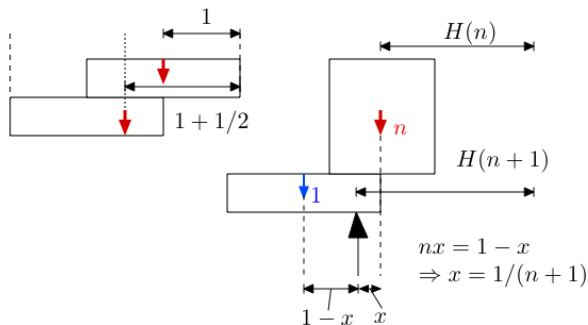 1
1 + 1/2
H(n)
n
H(n + 1)
1
nx = 1 − x
⇒ x = 1/(n + 1)
1 − x
x